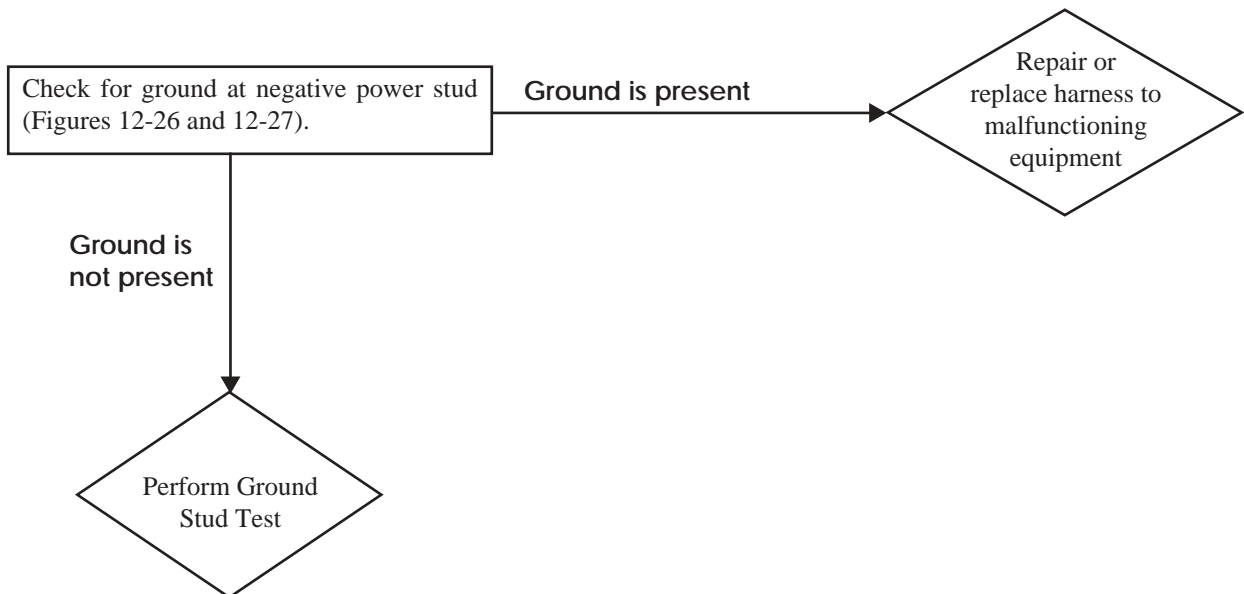 Check for ground at negative power stud
(Figures 12-26 and 12-27).
Ground is present
Repair or
replace harness to
malfunctioning
equipment
Ground is
not present
Perform Ground
Stud Test